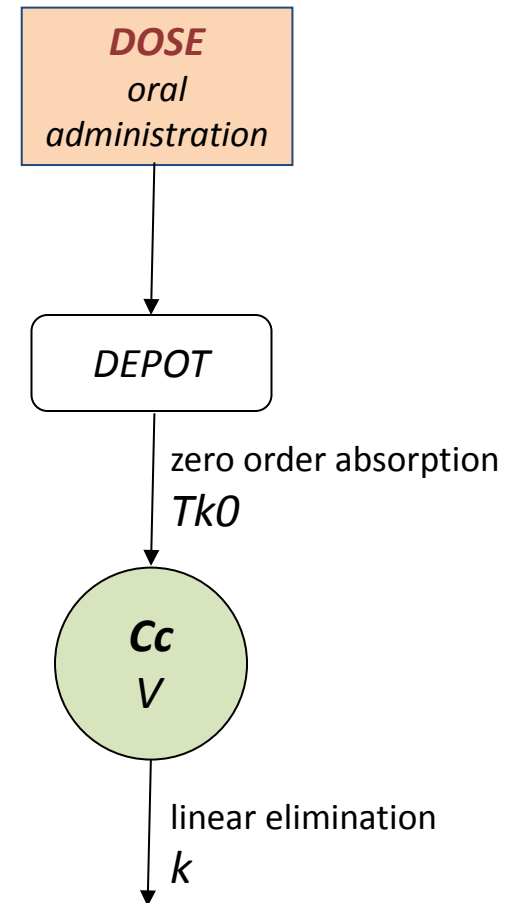 DOSE
oral
administration
DEPOT
zero order absorption
Tk0
Cc
V
linear elimination
k